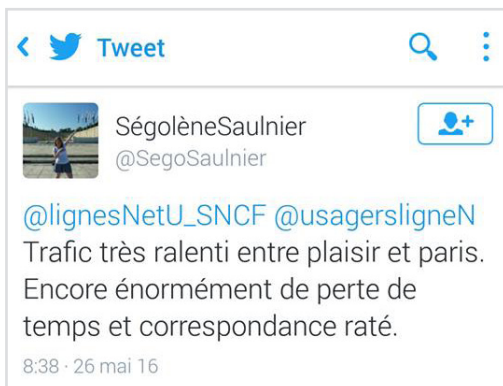 Tweet
SégolèneSaulnier
@SegoSaulnier
@lignesNetU_SNCF @usagersligneN
Trafic très ralenti entre plaisir et paris.
Encore énormément de perte de
temps et correspondance raté.
8:38 · 26 mai 16